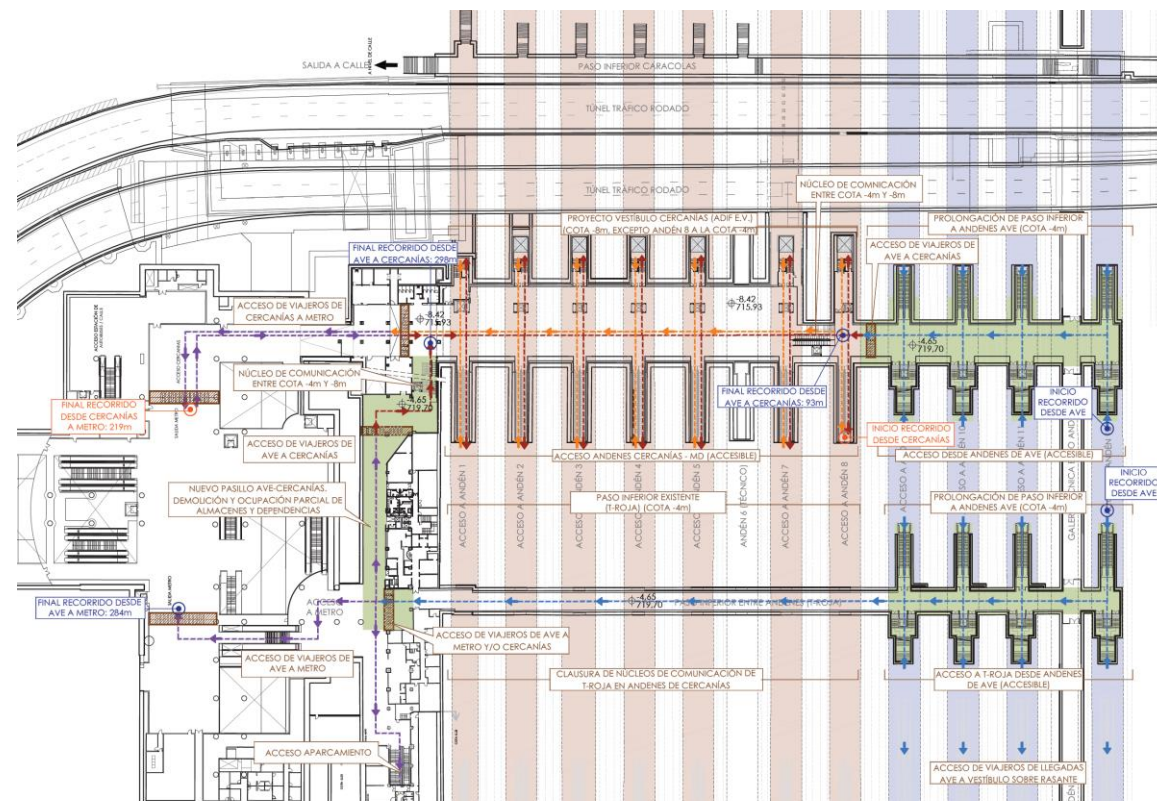 SALIDA A CALLE
A NIVEL DE CALLE
PASO INFERIOR CARACOLAS
TÚNEL TRÁFICO RODADO
TÚNEL TRÁFICO RODADO
NÚCLEO DE COMNICACIÓN
ENTRE COTA -4m Y -8m
PROYECTO VESTÍBULO CERCANÍAS (ADIF E.V.)
(COTA -8m, EXCEPTO ANDÉN 8 A LA COTA -4m)
PROLONGACIÓN DE PASO INFERIOR
A ANDENES AVE (COTA -4m)
FINAL RECORRIDO DESDE
AVE A CERCANÍAS: 298m
ACCESO DE VIAJEROS DE
AVE A CERCANÍAS
ACCESO DE VIAJEROS DE
CERCANÍAS A METRO
-8.42
715.93
-8.42
715.93
-4.65
719.70
ACCESO CERCANÍAS
SALIDA METRO
NÚCLEO DE COMUNICACIÓN
ENTRE COTA -4m Y -8m
-4.65
719.70
FINAL RECORRIDO
DESDE CERCANÍAS
A METRO: 219m
FINAL RECORRIDO DESDE
AVE A CERCANÍAS: 93m
INICIO
RECORRIDO
DESDE AVE
INICIO RECORRIDO
DESDE CERCANÍAS
ACCESO DE VIAJEROS DE
AVE A CERCANÍAS
ACCESO ANDENES CERCANÍAS - MD (ACCESIBLE)
ACCESO DESDE ANDENES DE AVE (ACCESIBLE)
NUEVO PASILLO AVE-CERCANÍAS.
DEMOLICIÓN Y OCUPACIÓN PARCIAL DE
ALMACENES Y DEPENDENCIAS
ACCESO A ANDÉN 1
ACCESO A ANDÉN 2
ACCESO A ANDÉN 3
ACCESO A ANDÉN 4
ACCESO A ANDÉN 5
ANDÉN 6 (TÉCNICO)
ACCESO A ANDÉN 7
ACCESO A ANDÉN 8
PASO INFERIOR EXISTENTE
(T-ROJA) (COTA -4m)
PROLONGACIÓN DE PASO INFERIOR
A ANDENES AVE (COTA -4m)
INICIO
RECORRIDO
DESDE AVE
FINAL RECORRIDO DESDE
AVE A METRO: 284m
SALIDA METRO
ACCESO
A METRO
-4.65
719.70
PASO INFERIOR ENTRE ANDENES (T-ROJA)
ACCESO DE VIAJEROS DE AVE A
METRO Y/O CERCANÍAS
ACCESO DE VIAJEROS DE
AVE A METRO
CLAUSURA DE NÚCLEOS DE COMUNICACIÓN DE
T-ROJA EN ANDENES DE CERCANÍAS
ACCESO A T-ROJA DESDE ANDENES
DE AVE (ACCESIBLE)
ACCESO APARCAMIENTO
ACCESO DE VIAJEROS DE LLEGADAS
AVE A VESTÍBULO SOBRE RASANTE